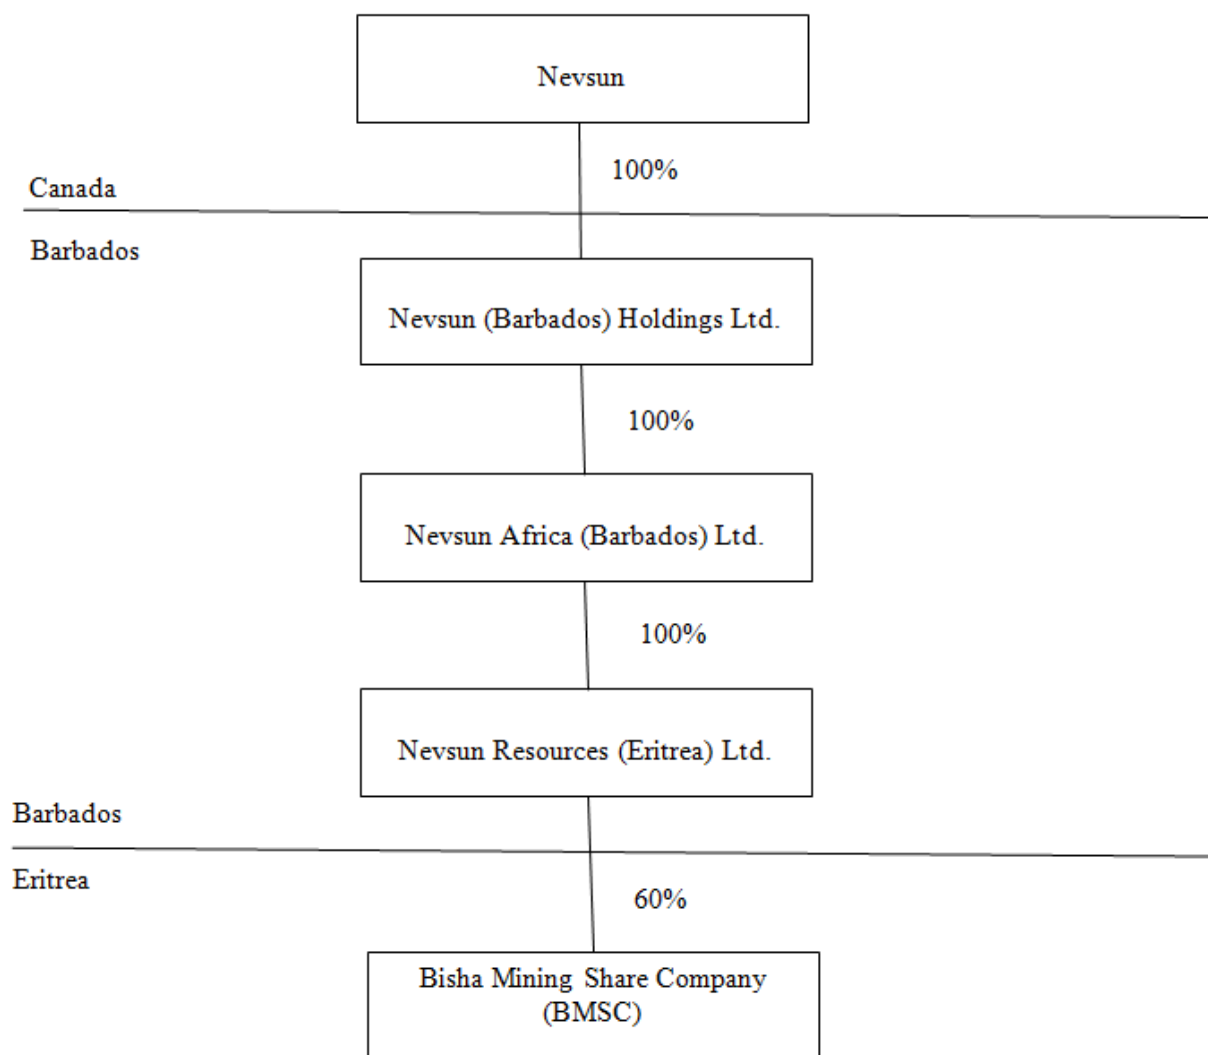 Nevsun
100%
Canada
Barbados
Nevsun (Barbados) Holdings Ltd.
100%
Nevsun Africa (Barbados) Ltd.
100%
Nevsun Resources (Eritrea) Ltd.
Barbados
Eritrea
60%
Bisha Mining Share Company
(BMSC)